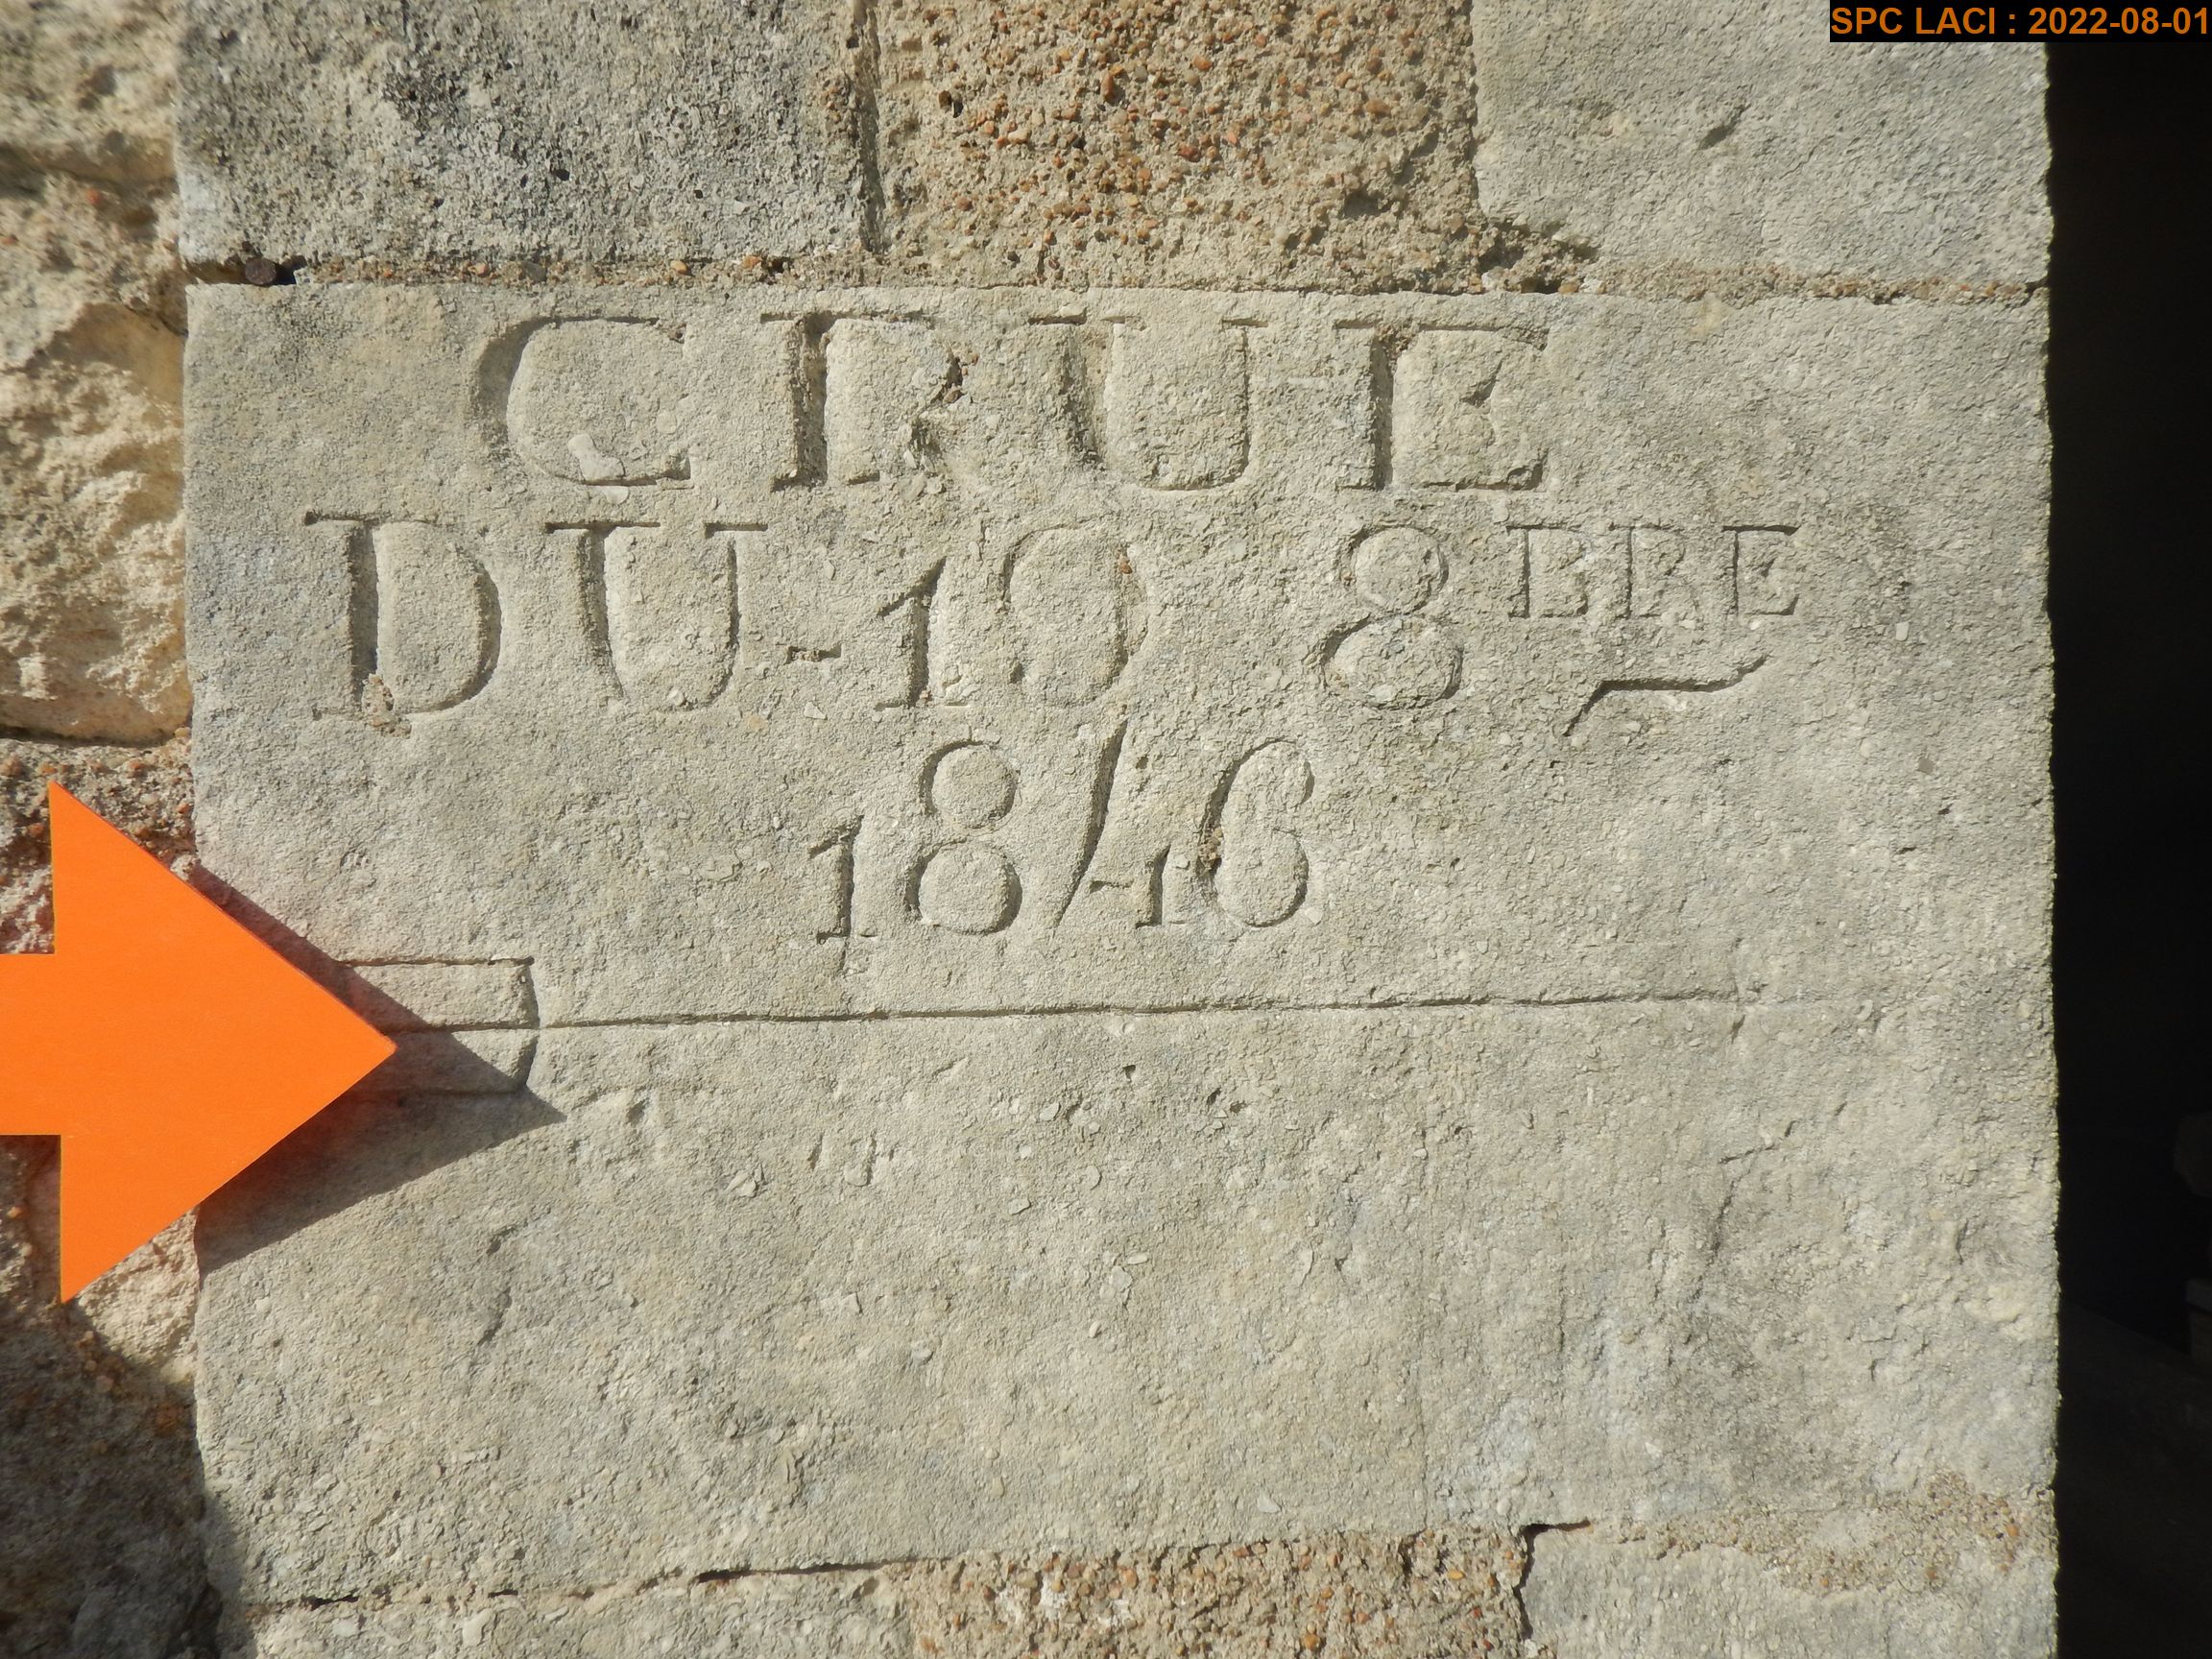 SPC LACI : 2022-08-01
CRUE
DU-19 8BRE
1846